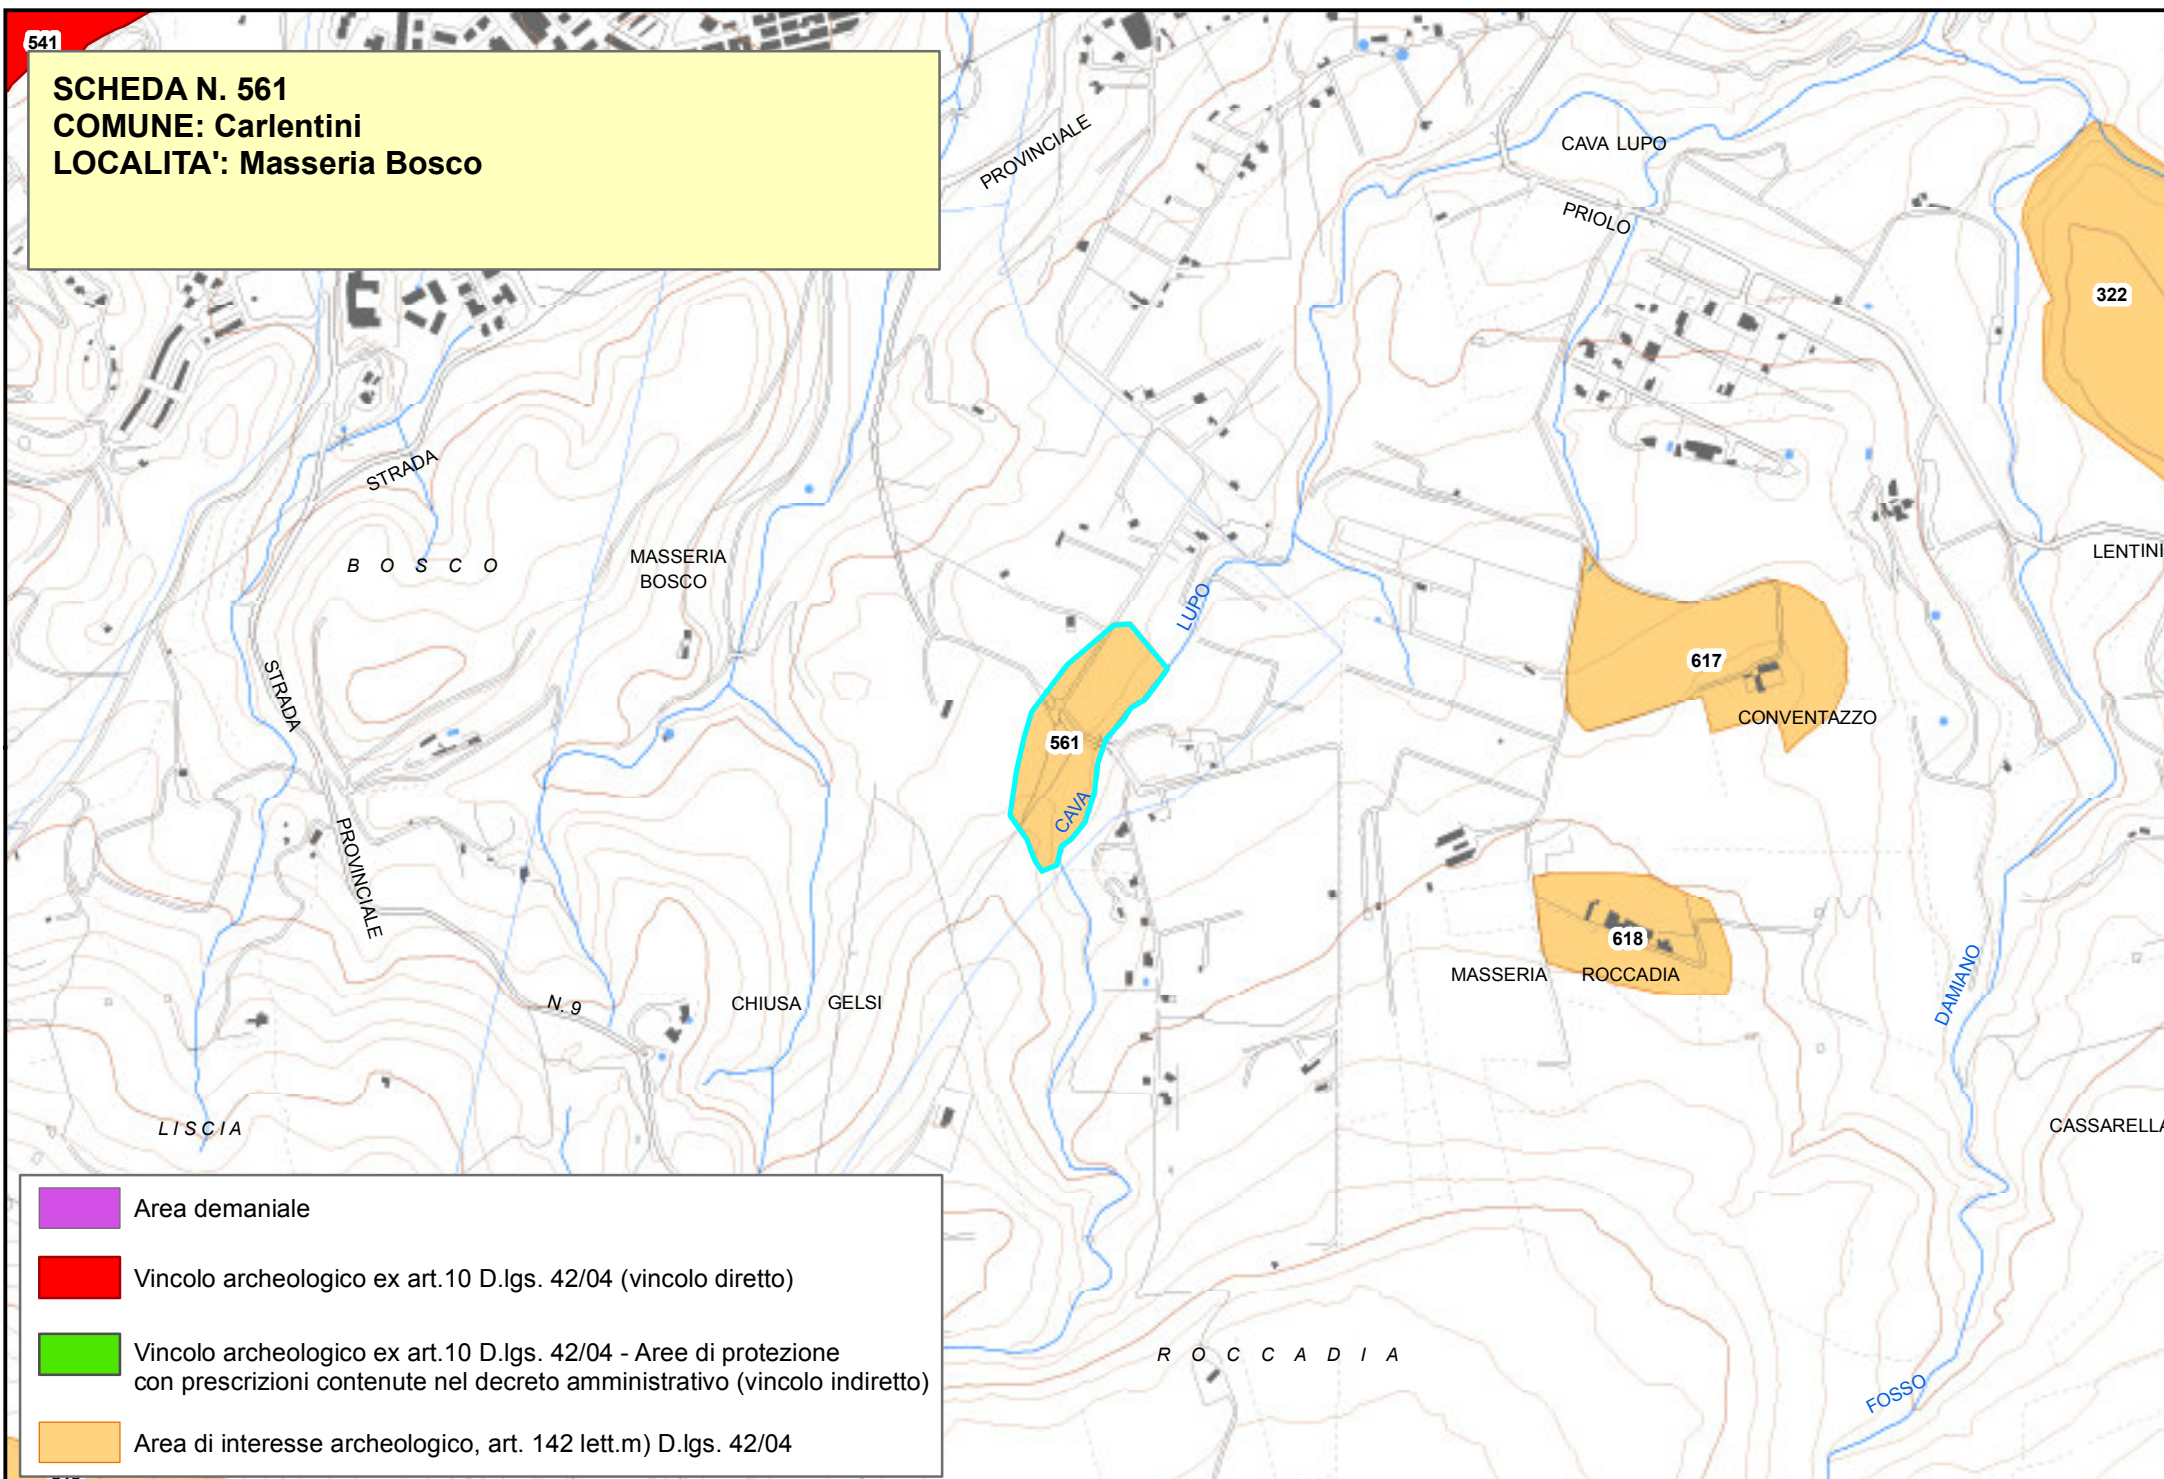 541
SCHEDA N. 561
COMUNE: Carlentini
LOCALITA': Masseria Bosco
PROVINCIALE
CAVA LUPO
PRIOLO
322
STRADA
LENTINI
B O S C O
MASSERIA
BOSCO
LUPO
617
STRADA
CONVENTAZZO
561
CAVA
PROVINCIALE
618
MASSERIA ROCCADIA
DAMIANO
N. 9
CHIUSA GELSI
LISCIA
CASSARELLA
R O C C A D I A
FOSSO
Area demaniale
Vincolo archeologico ex art.10 D.lgs. 42/04 (vincolo diretto)
Vincolo archeologico ex art.10 D.lgs. 42/04 - Aree di protezione
con prescrizioni contenute nel decreto amministrativo (vincolo indiretto)
Area di interesse archeologico, art. 142 lett.m) D.lgs. 42/04